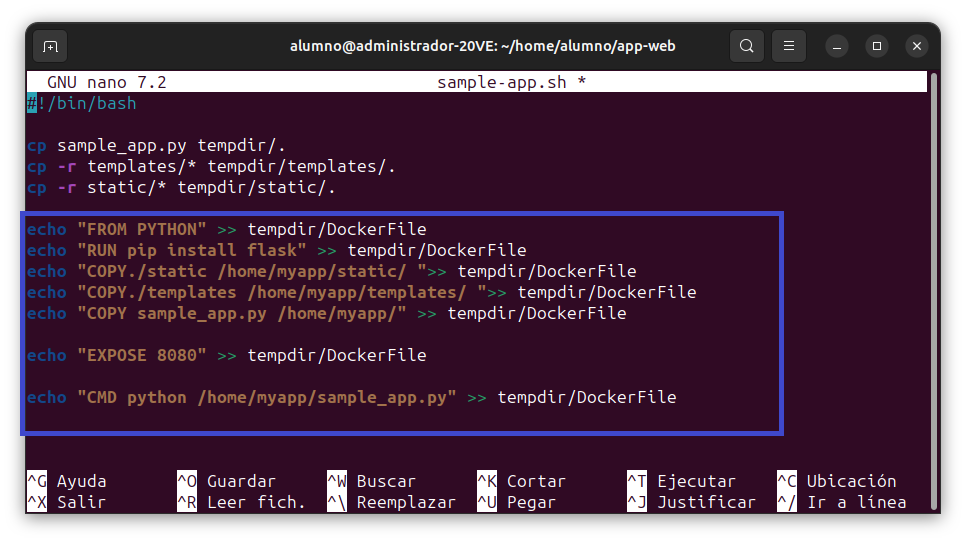 alumno@administrador-20VE: ~/home/alumno/app-web
GNU nano 7.2 sample-app.sh *
#!/bin/bash
cp sample_app.py tempdir/.
cp -r templates/* tempdir/templates/.
cp -r static/* tempdir/static/.
echo "FROM PYTHON" >> tempdir/DockerFile
echo "RUN pip install flask" >> tempdir/DockerFile
echo "COPY./static /home/myapp/static/ ">> tempdir/DockerFile
echo "COPY./templates /home/myapp/templates/ ">> tempdir/DockerFile
echo "COPY sample_app.py /home/myapp/" >> tempdir/DockerFile
echo "EXPOSE 8080" >> tempdir/DockerFile
echo "CMD python /home/myapp/sample_app.py" >> tempdir/DockerFile
^G Ayuda ^O Guardar ^W Buscar ^K Cortar ^T Ejecutar ^C Ubicación
^X Salir ^R Leer fich. ^\ Reemplazar ^U Pegar ^J Justificar ^/ Ir a línea